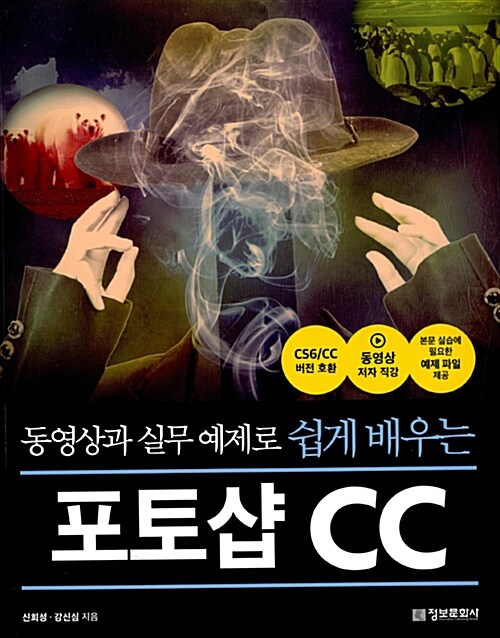 CS6/CC
버전 호환
동영상
저자 직강
본문 실습에
필요한
예제 파일
제공
동영상과 실무 예제로 쉽게 배우는
포토샵 CC
신희성·강신심 지음
정보문화사